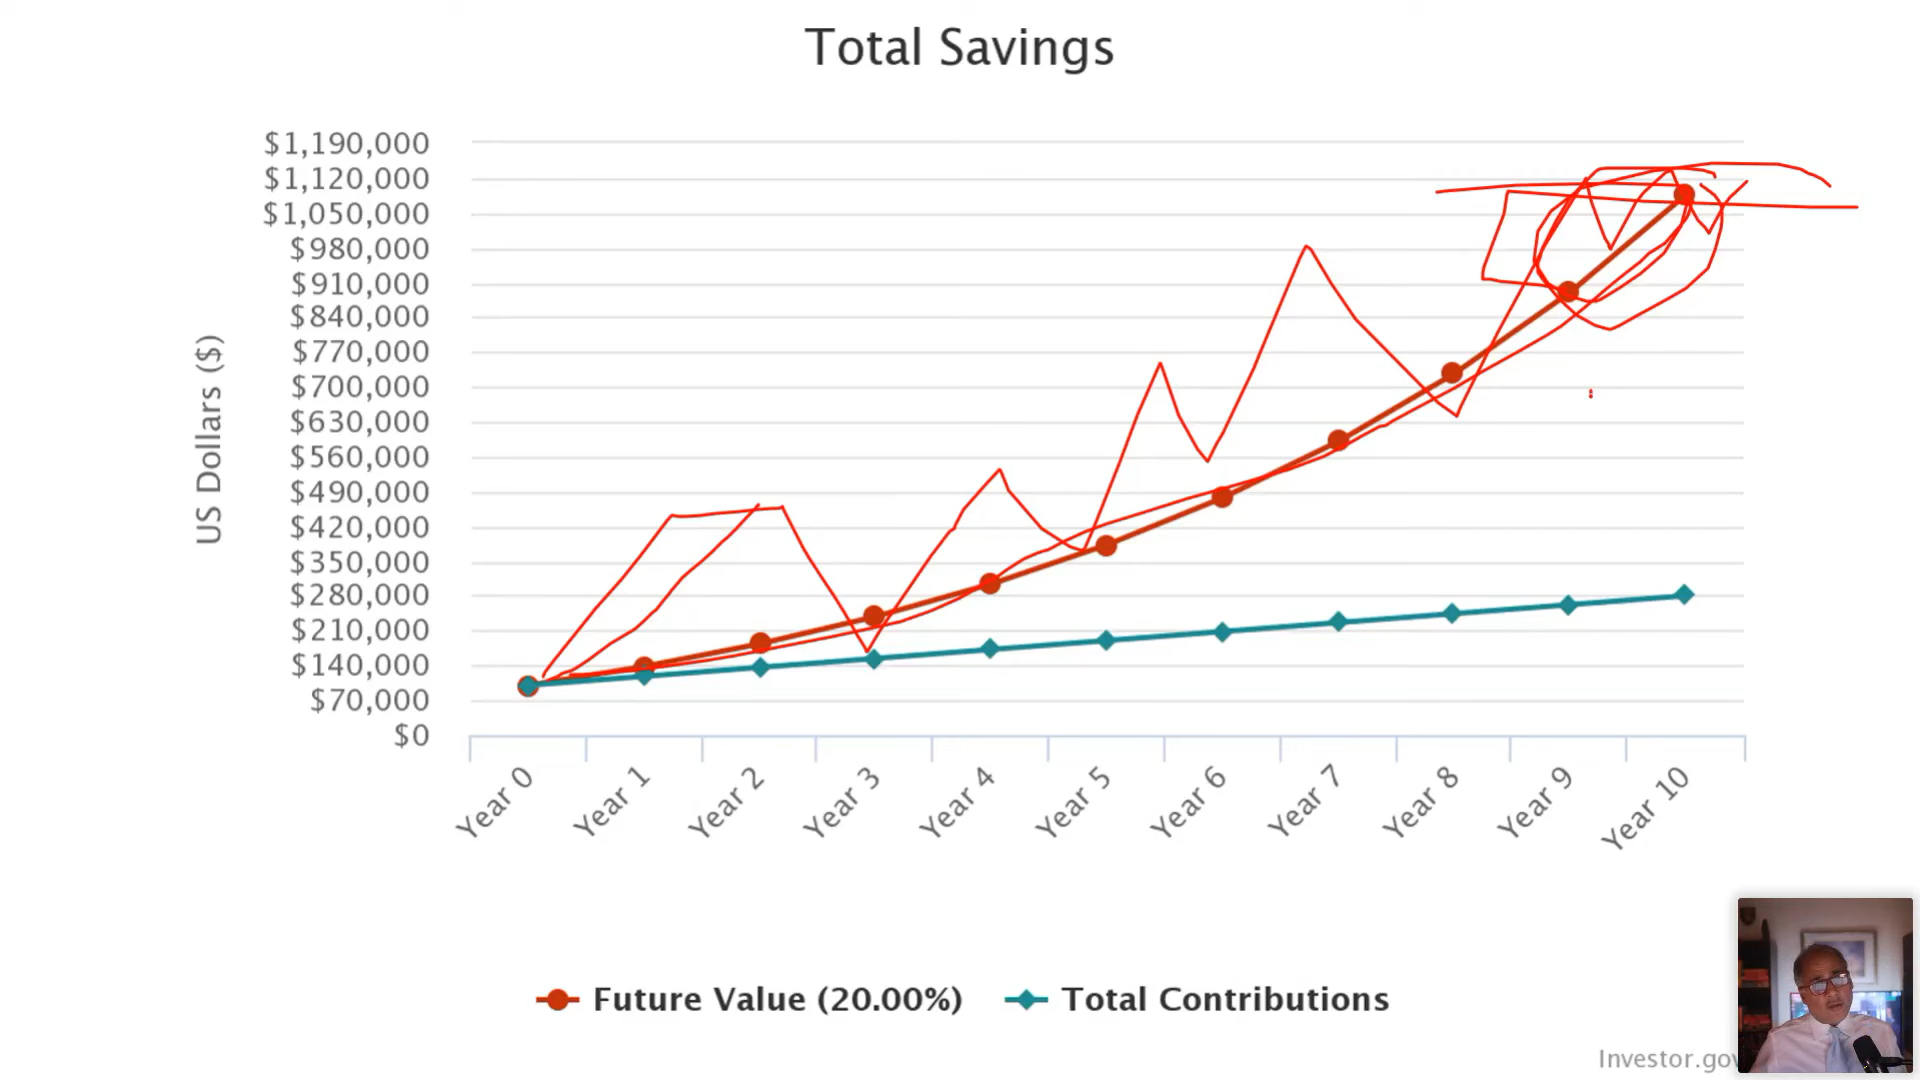 Total Savings
US Dollars ($)
$1,190,000
$1,120,000
$1,050,000
$980,000
$910,000
$840,000
$770,000
$700,000
$630,000
$560,000
$490,000
$420,000
$350,000
$280,000
$210,000
$140,000
$70,000
$0
Year 0
Year 1
Year 2
Year 3
Year 4
Year 5
Year 6
Year 7
Year 8
Year 9
Year 10
Future Value (20.00%)
Total Contributions
Investor.gov